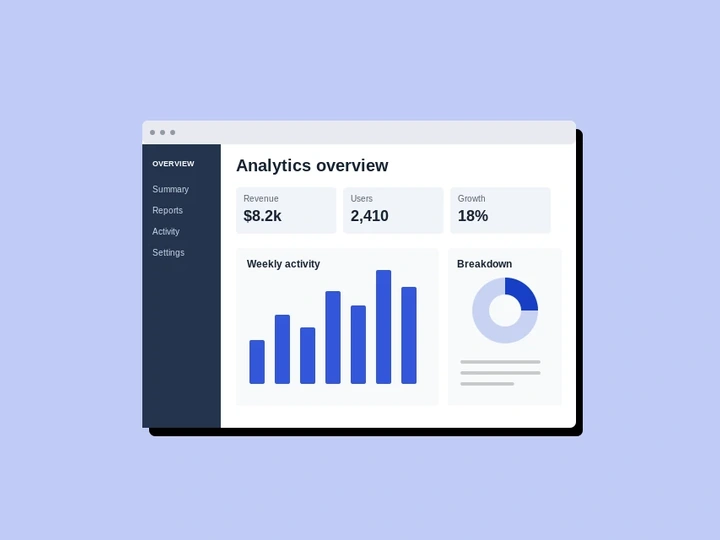 OVERVIEW
Summary
Reports
Activity
Settings
Analytics overview
Revenue
$8.2k
Users
2,410
Growth
18%
Weekly activity
Breakdown